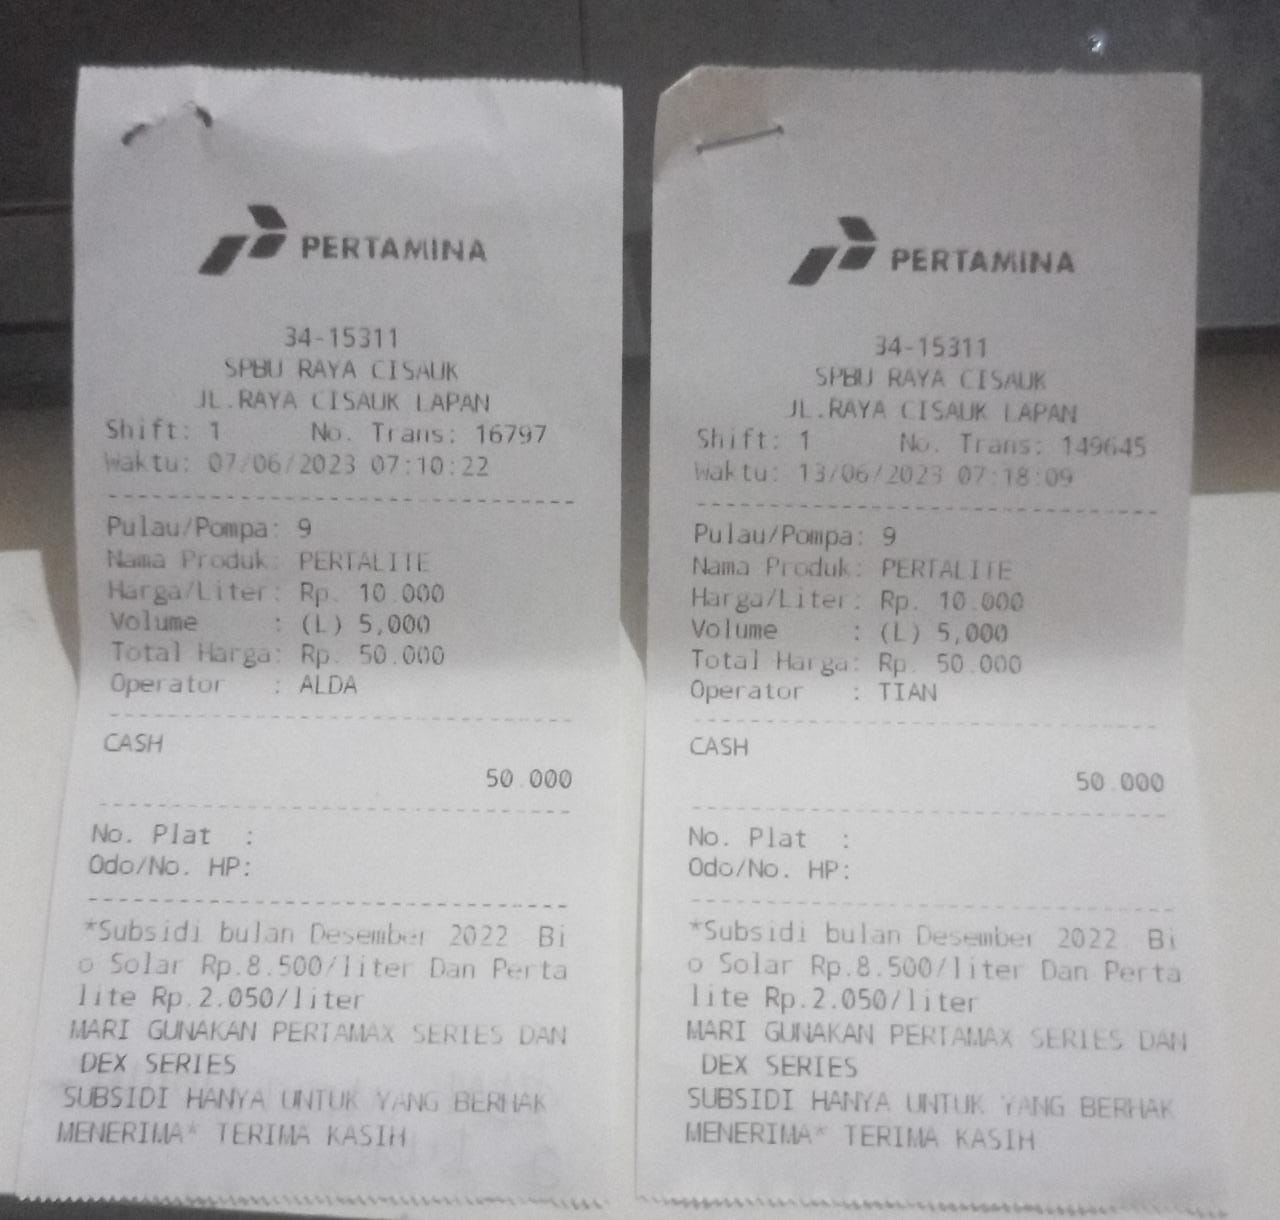 PERTAMINA
34-15311
SPBU RAYA CISAUK
JL.RAYA CISAUK LAPAN
Shift: 1 No. Trans: 16797
Waktu: 07/06/2023 07:10:22
Pulau/Pompa: 9
Nama Produk: PERTALITE
Harga/Liter: Rp. 10.000
Volume : (L) 5,000
Total Harga: Rp. 50.000
Operator : ALDA
CASH
50.000
No. Plat :
Odo/No. HP:
*Subsidi bulan Desember 2022 Bi
o Solar Rp.8.500/liter Dan Perta
lite Rp.2.050/liter
MARI GUNAKAN PERTAMAX SERIES DAN
DEX SERIES
SUBSIDI HANYA UNTUK YANG BERHAK
MENERIMA* TERIMA KASIH
PERTAMINA
34-15311
SPBU RAYA CISAUK
JL.RAYA CISAUK LAPAN
Shift: 1 No. Trans: 149645
Waktu: 13/06/2023 07:18:09
Pulau/Pompa: 9
Nama Produk: PERTALITE
Harga/Liter: Rp. 10.000
Volume : (L) 5,000
Total Harga: Rp. 50.000
Operator : TIAN
CASH
50.000
No. Plat :
Odo/No. HP:
*Subsidi bulan Desember 2022 Bi
o Solar Rp.8.500/liter Dan Perta
lite Rp.2.050/liter
MARI GUNAKAN PERTAMAX SERIES DAN
DEX SERIES
SUBSIDI HANYA UNTUK YANG BERHAK
MENERIMA* TERIMA KASIH